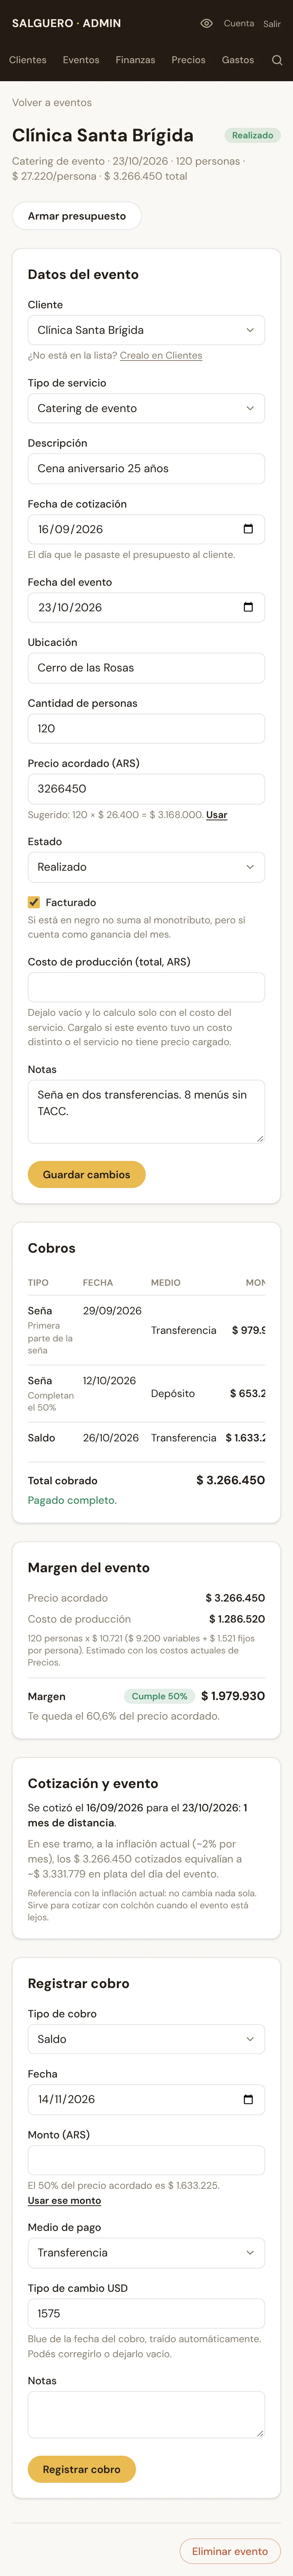 SALGUERO · ADMIN
Cuenta
Salir
Clientes Eventos Finanzas Precios Gastos
Volver a eventos
Clínica Santa Brígida
Realizado
Catering de evento · 23/10/2026 · 120 personas ·
$ 27.220/persona · $ 3.266.450 total
Armar presupuesto
Datos del evento
Cliente
Clínica Santa Brígida
¿No está en la lista? Crealo en Clientes
Tipo de servicio
Catering de evento
Descripción
Cena aniversario 25 años
Fecha de cotización
16/09/2026
El día que le pasaste el presupuesto al cliente.
Fecha del evento
23/10/2026
Ubicación
Cerro de las Rosas
Cantidad de personas
120
Precio acordado (ARS)
3266450
Sugerido: 120 × $ 26.400 = $ 3.168.000. Usar
Estado
Realizado
Facturado
Si está en negro no suma al monotributo, pero sí
cuenta como ganancia del mes.
Costo de producción (total, ARS)
Dejalo vacío y lo calculo solo con el costo del
servicio. Cargalo si este evento tuvo un costo
distinto o el servicio no tiene precio cargado.
Notas
Seña en dos transferencias. 8 menús sin
TACC.
Guardar cambios
Cobros
TIPO FECHA MEDIO MON
Seña 29/09/2026 Transferencia $ 979.9
Primera
parte de la
seña
Seña 12/10/2026 Depósito $ 653.2
Completan
el 50%
Saldo 26/10/2026 Transferencia $ 1.633.2
Total cobrado $ 3.266.450
Pagado completo.
Margen del evento
Precio acordado $ 3.266.450
Costo de producción $ 1.286.520
120 personas x $ 10.721 ($ 9.200 variables + $ 1.521 fijos
por persona). Estimado con los costos actuales de
Precios.
Margen Cumple 50% $ 1.979.930
Te queda el 60,6% del precio acordado.
Cotización y evento
Se cotizó el 16/09/2026 para el 23/10/2026: 1
mes de distancia.
En ese tramo, a la inflación actual (~2% por
mes), los $ 3.266.450 cotizados equivalían a
~$ 3.331.779 en plata del día del evento.
Referencia con la inflación actual: no cambia nada sola.
Sirve para cotizar con colchón cuando el evento está
lejos.
Registrar cobro
Tipo de cobro
Saldo
Fecha
14/11/2026
Monto (ARS)
El 50% del precio acordado es $ 1.633.225.
Usar ese monto
Medio de pago
Transferencia
Tipo de cambio USD
1575
Blue de la fecha del cobro, traído automáticamente.
Podés corregirlo o dejarlo vacío.
Notas
Registrar cobro
Eliminar evento